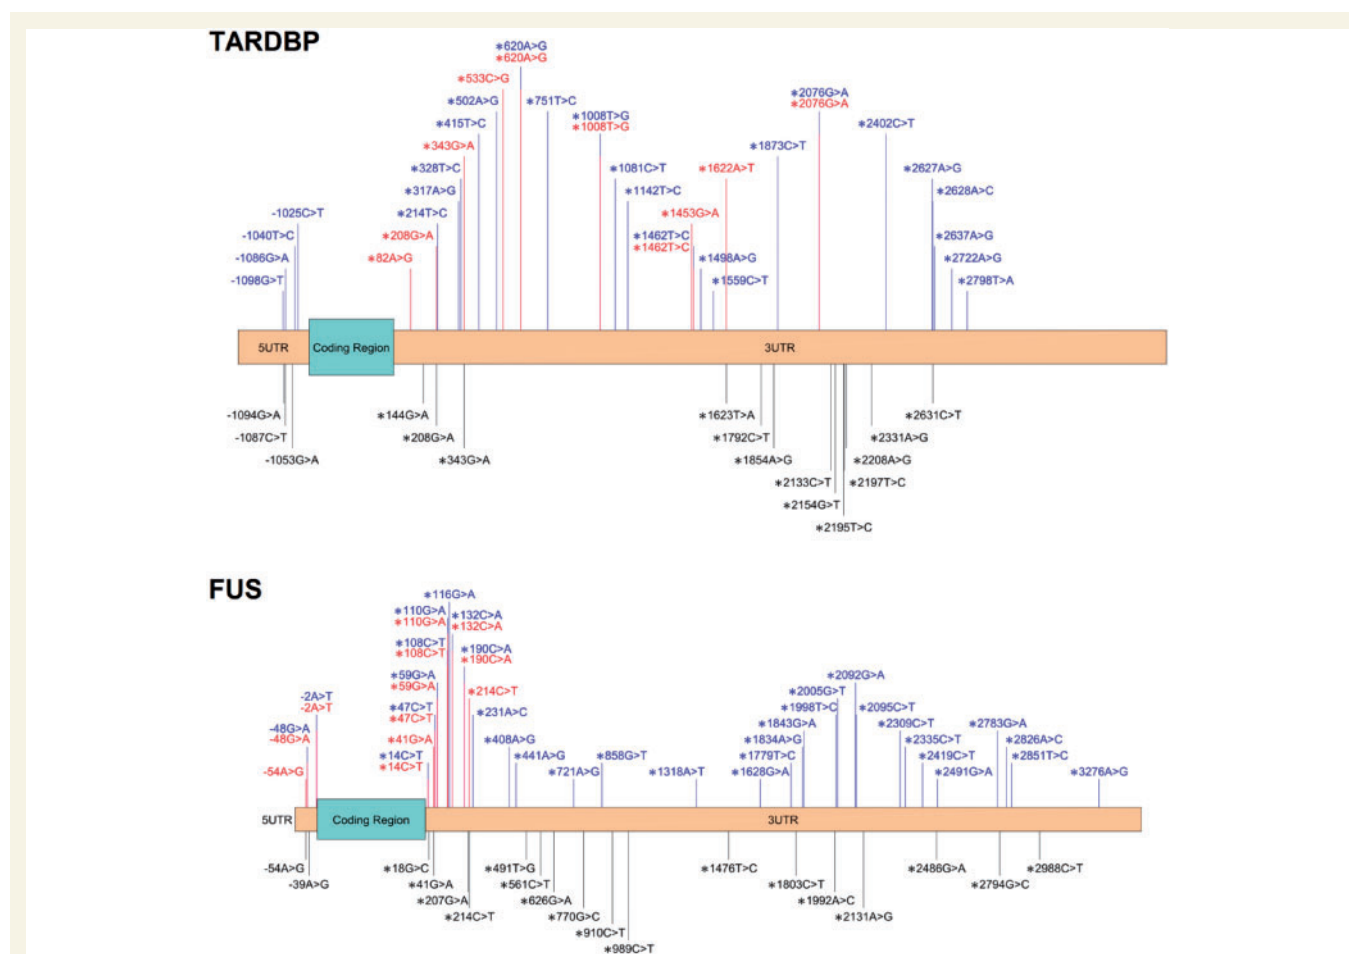 TARDBP
*620A>G
*620A>G
*533C>G
*502A>G
*751T>C
*2076G>A
*2076G>A
*415T>C
*1008T>G
*1008T>G
*2402C>T
*343G>A
*1873C>T
*328T>C
*1081C>T
*1622A>T
*2627A>G
*317A>G
*1142T>C
*2628A>C
-1025C>T
*214T>C
*1453G>A
-1040T>C
*208G>A
*1462T>C
*1462T>C
*2637A>G
-1086G>A
*82A>G
*1498A>G
*2722A>G
-1098G>T
*1559C>T
*2798T>A
5UTR
Coding Region
3UTR
-1094G>A
*144G>A
*1623T>A
*2631C>T
-1087C>T
*208G>A
*1792C>T
*2331A>G
-1053G>A
*343G>A
*1854A>G
*2208A>G
*2133C>T
*2197T>C
*2154G>T
*2195T>C
FUS
*116G>A
*110G>A
*110G>A
*132C>A
*132C>A
*108C>T
*108C>T
*190C>A
*190C>A
*59G>A
*59G>A
*2092G>A
-2A>T
-2A>T
*214C>T
*2005G>T
*47C>T
*47C>T
*231A>C
*1998T>C
*2095C>T
-48G>A
-48G>A
*41G>A
*1843G>A
*2309C>T
*2783G>A
*408A>G
*1834A>G
*2335C>T
*2826A>C
*14C>T
*14C>T
*441A>G
*858G>T
*1779T>C
*2419C>T
*2851T>C
-54A>G
*721A>G
*1318A>T
*1628G>A
*2491G>A
*3276A>G
5UTR
Coding Region
3UTR
-54A>G
*18G>C
*491T>G
*1476T>C
*2486G>A
*2988C>T
-39A>G
*41G>A
*561C>T
*1803C>T
*2794G>C
*207G>A
*626G>A
*1992A>C
*214C>T
*770G>C
*2131A>G
*910C>T
*989C>T